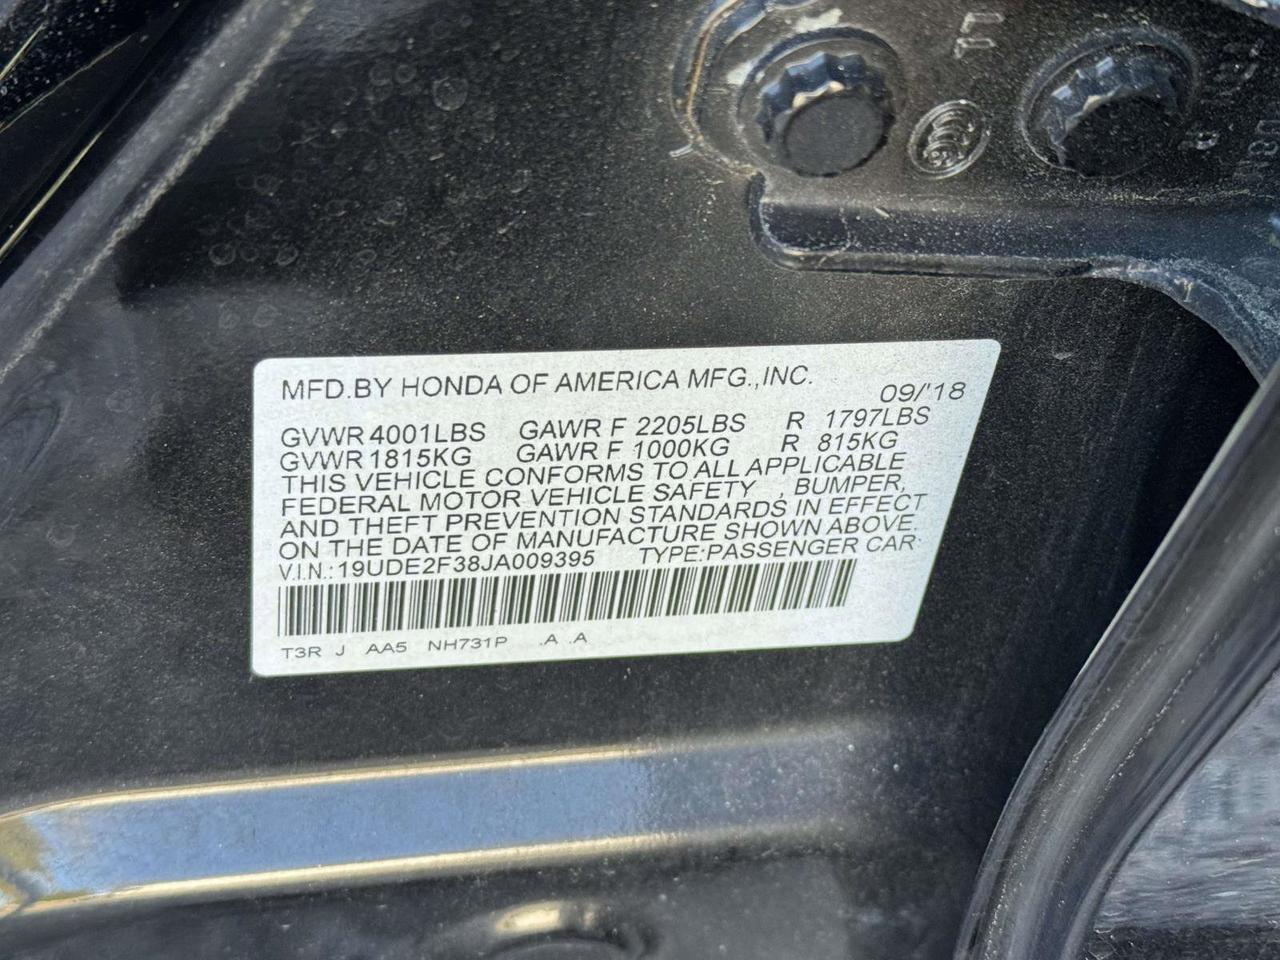 MFD.BY HONDA OF AMERICA MFG.,INC.
09/'18
GVWR 4001LBS GAWR F 2205LBS R 1797LBS
GVWR 1815KG GAWR F 1000KG R 815KG
THIS VEHICLE CONFORMS TO ALL APPLICABLE
FEDERAL MOTOR VEHICLE SAFETY , BUMPER,
AND THEFT PREVENTION STANDARDS IN EFFECT
ON THE DATE OF MANUFACTURE SHOWN ABOVE.
V.I.N.: 19UDE2F38JA009395 TYPE:PASSENGER CAR
T3R J AA5 NH731P .A .A